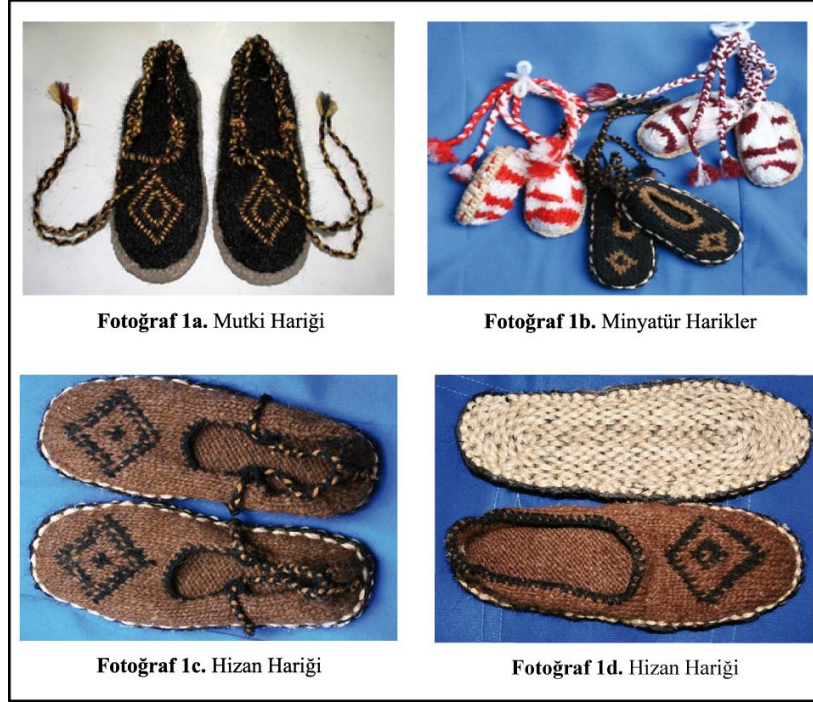 Fotoğraf 1a. Mutki Hariği
Fotoğraf 1b. Minyatür Harikler
Fotoğraf 1c. Hizan Hariği
Fotoğraf 1d. Hizan Hariği